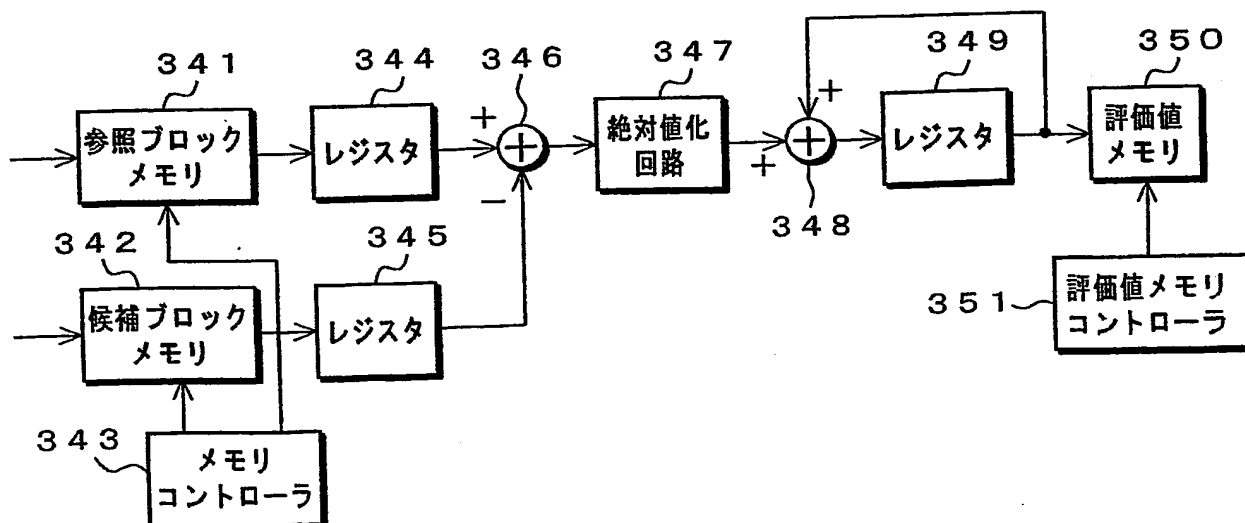 341
参照ブロック
メモリ
344
レジスタ
346
+
−
347
絶対値化
回路
+
+
348
349
レジスタ
350
評価値
メモリ
342
候補ブロック
メモリ
345
レジスタ
343
メモリ
コントローラ
351
評価値メモリ
コントローラ